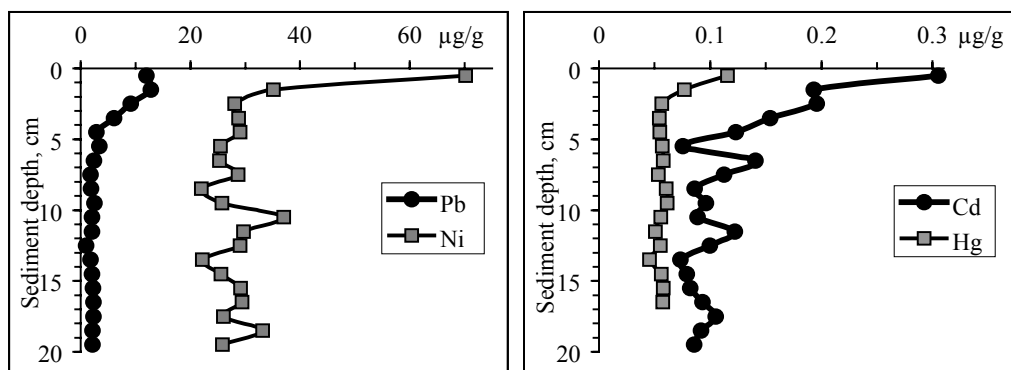 0 20 40 60 µg/g
0
5
10
15
20
Sediment depth, cm
Pb
Ni
0 0.1 0.2 0.3 µg/g
0
5
10
15
20
Sediment depth, cm
Cd
Hg